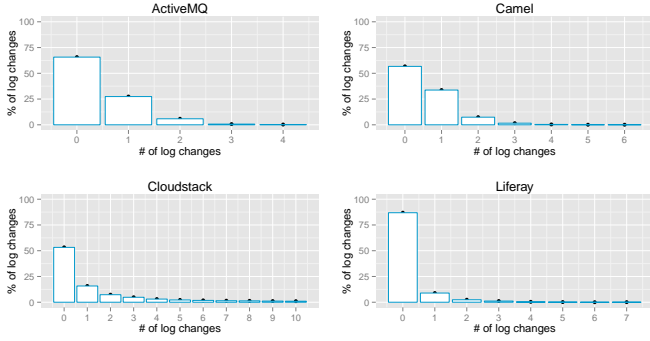 ActiveMQ
% of log changes
100
75
50
25
0
0 1 2 3 4
# of log changes
Camel
% of log changes
100
75
50
25
0
0 1 2 3 4 5 6
# of log changes
Cloudstack
% of log changes
100
75
50
25
0
0 1 2 3 4 5 6 7 8 9 10
# of log changes
Liferay
% of log changes
100
75
50
25
0
0 1 2 3 4 5 6 7
# of log changes